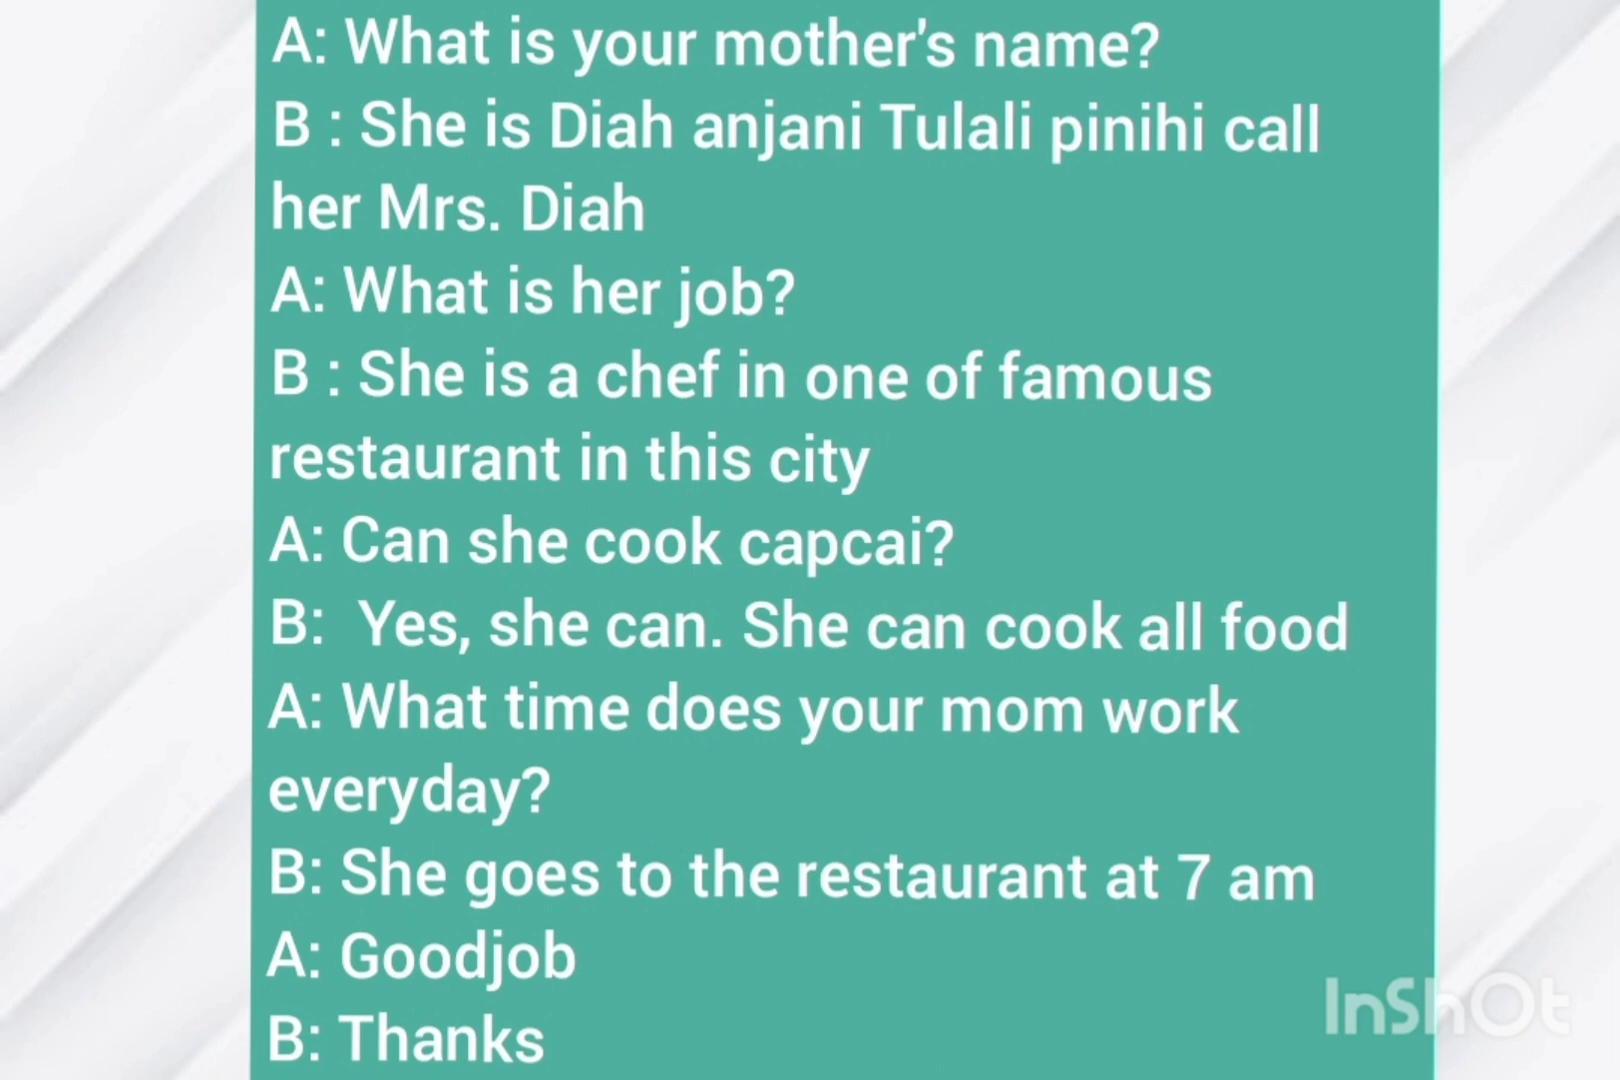 A: What is your mother's name?
B : She is Diah anjani Tulali pinihi call
her Mrs. Diah
A: What is her job?
B : She is a chef in one of famous
restaurant in this city
A: Can she cook capcai?
B:  Yes, she can. She can cook all food
A: What time does your mom work
everyday?
B: She goes to the restaurant at 7 am
A: Goodjob
B: Thanks
InShOt